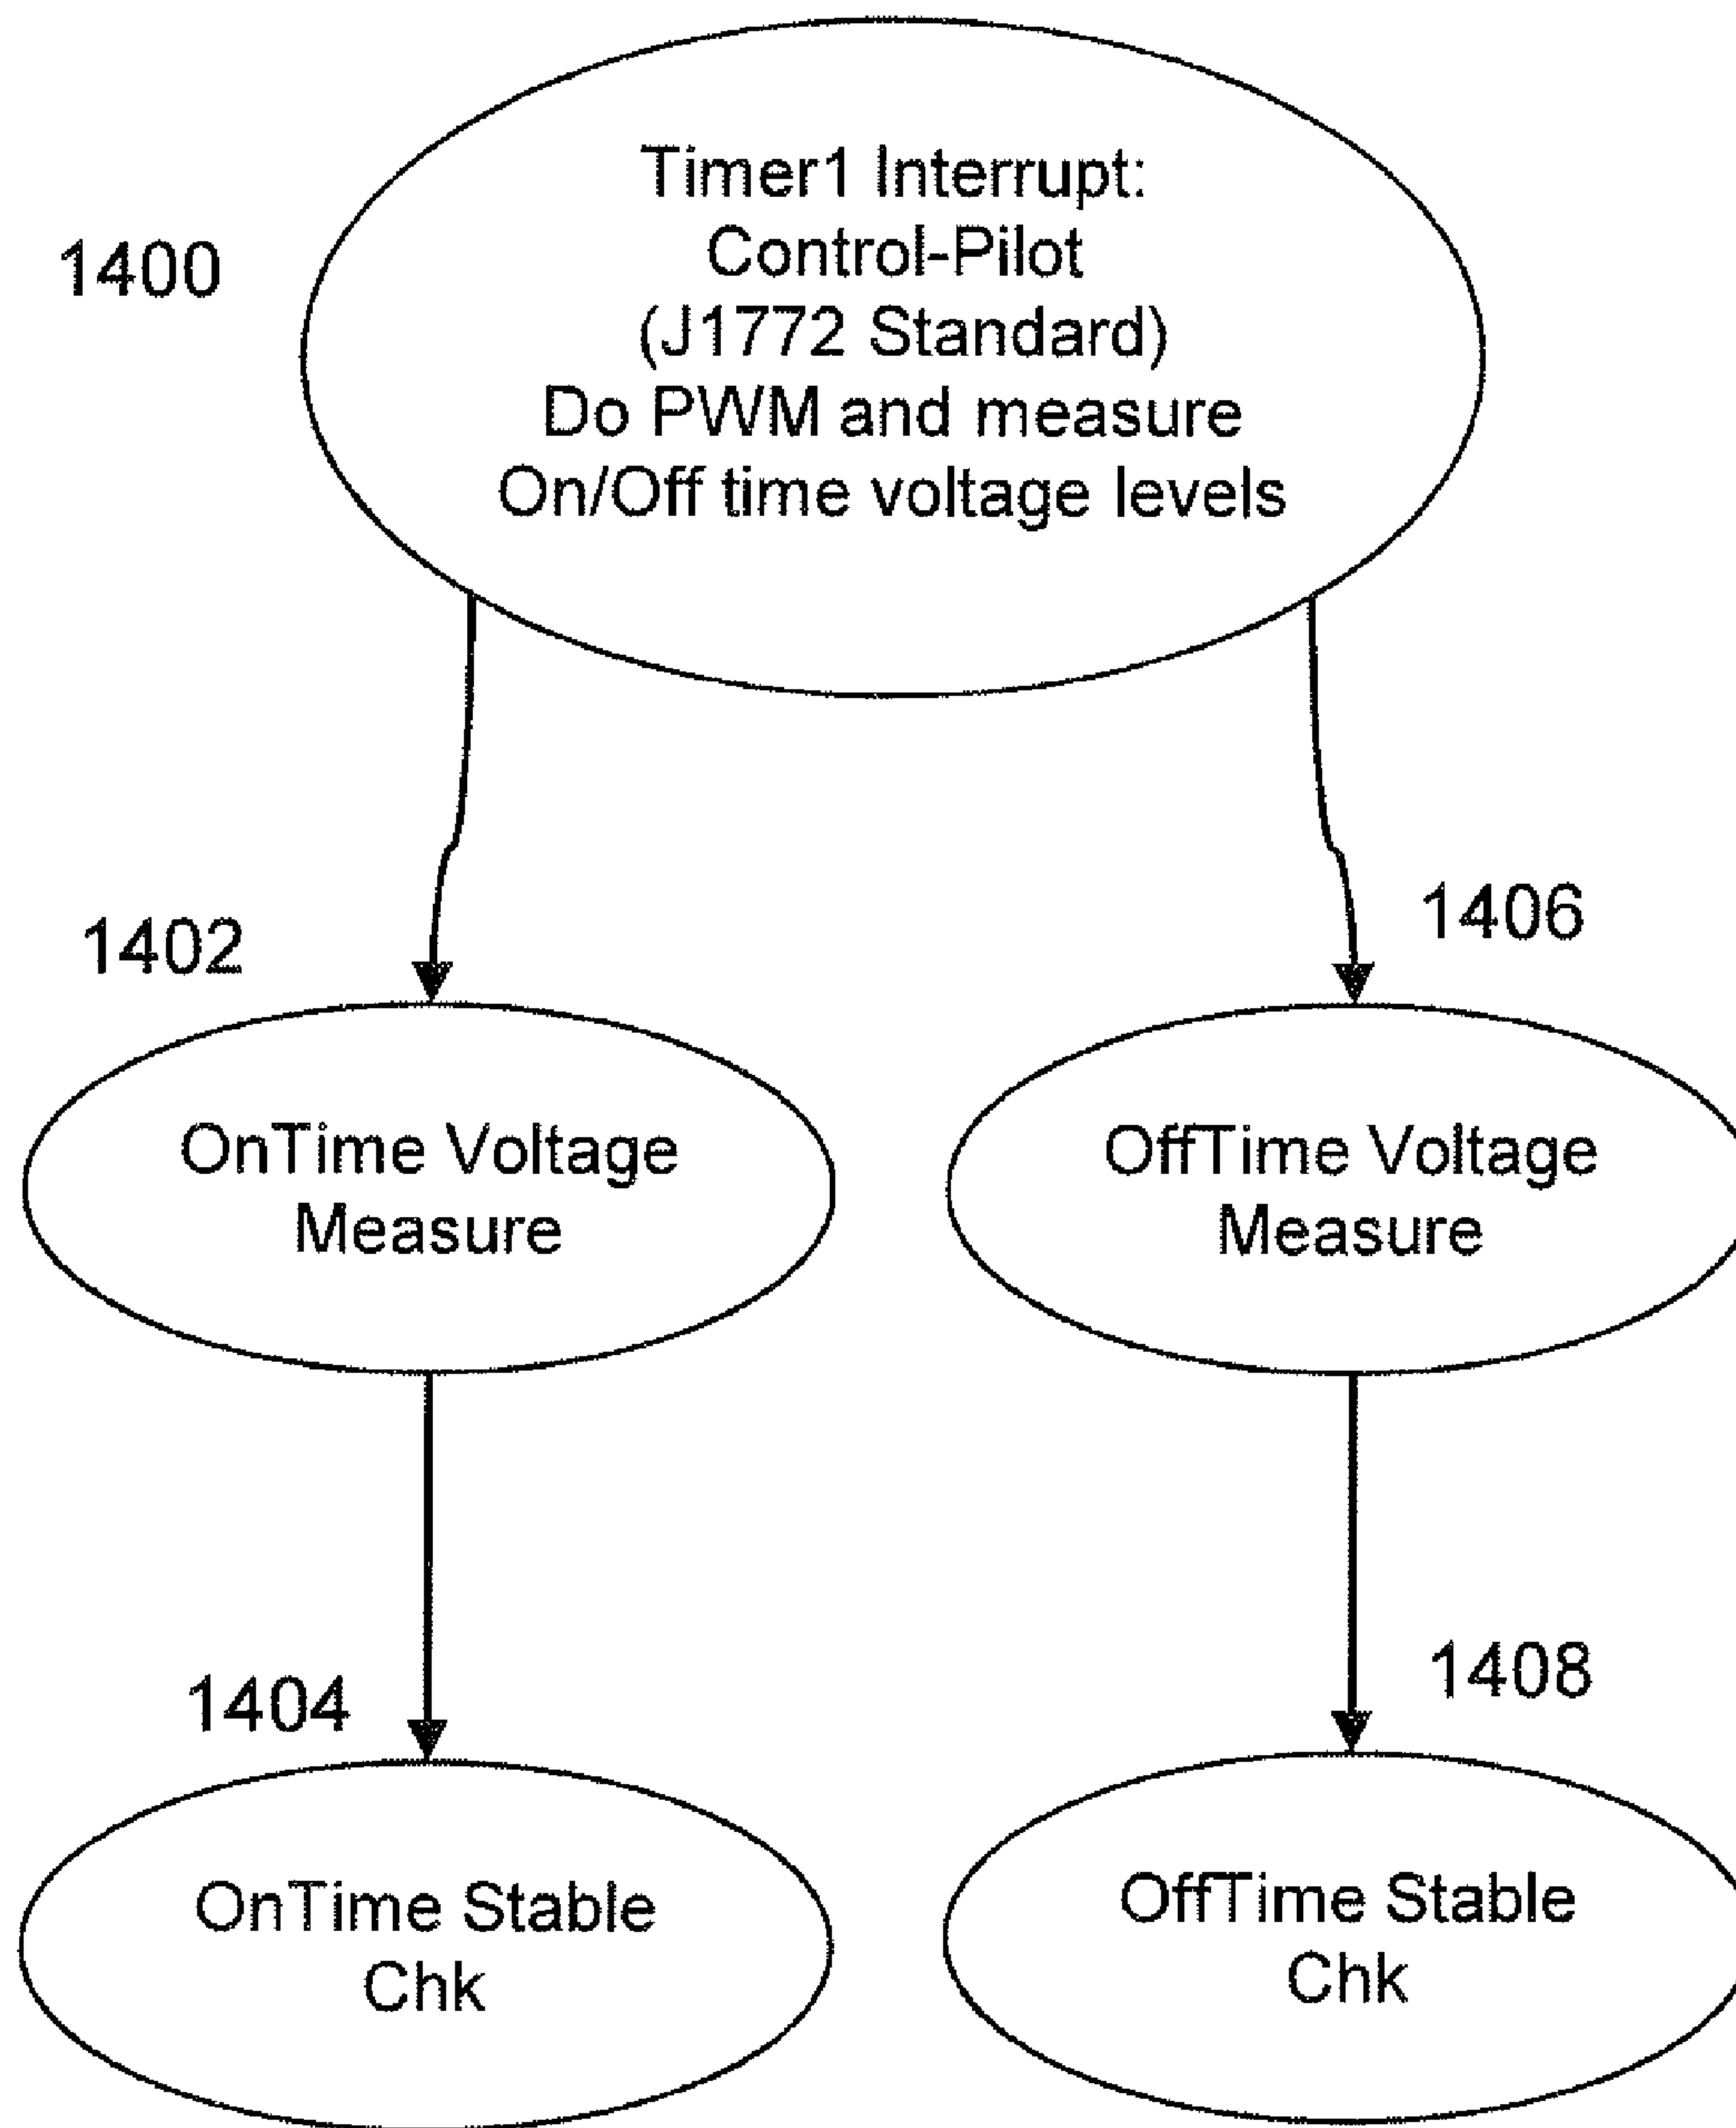 1400
Timer1 Interrupt:
Control-Pilot
(J1772 Standard)
Do PWM and measure
On/Off time voltage levels
1402
1406
OnTime Voltage
Measure
OffTime Voltage
Measure
1404
1408
OnTime Stable
Chk
OffTime Stable
Chk